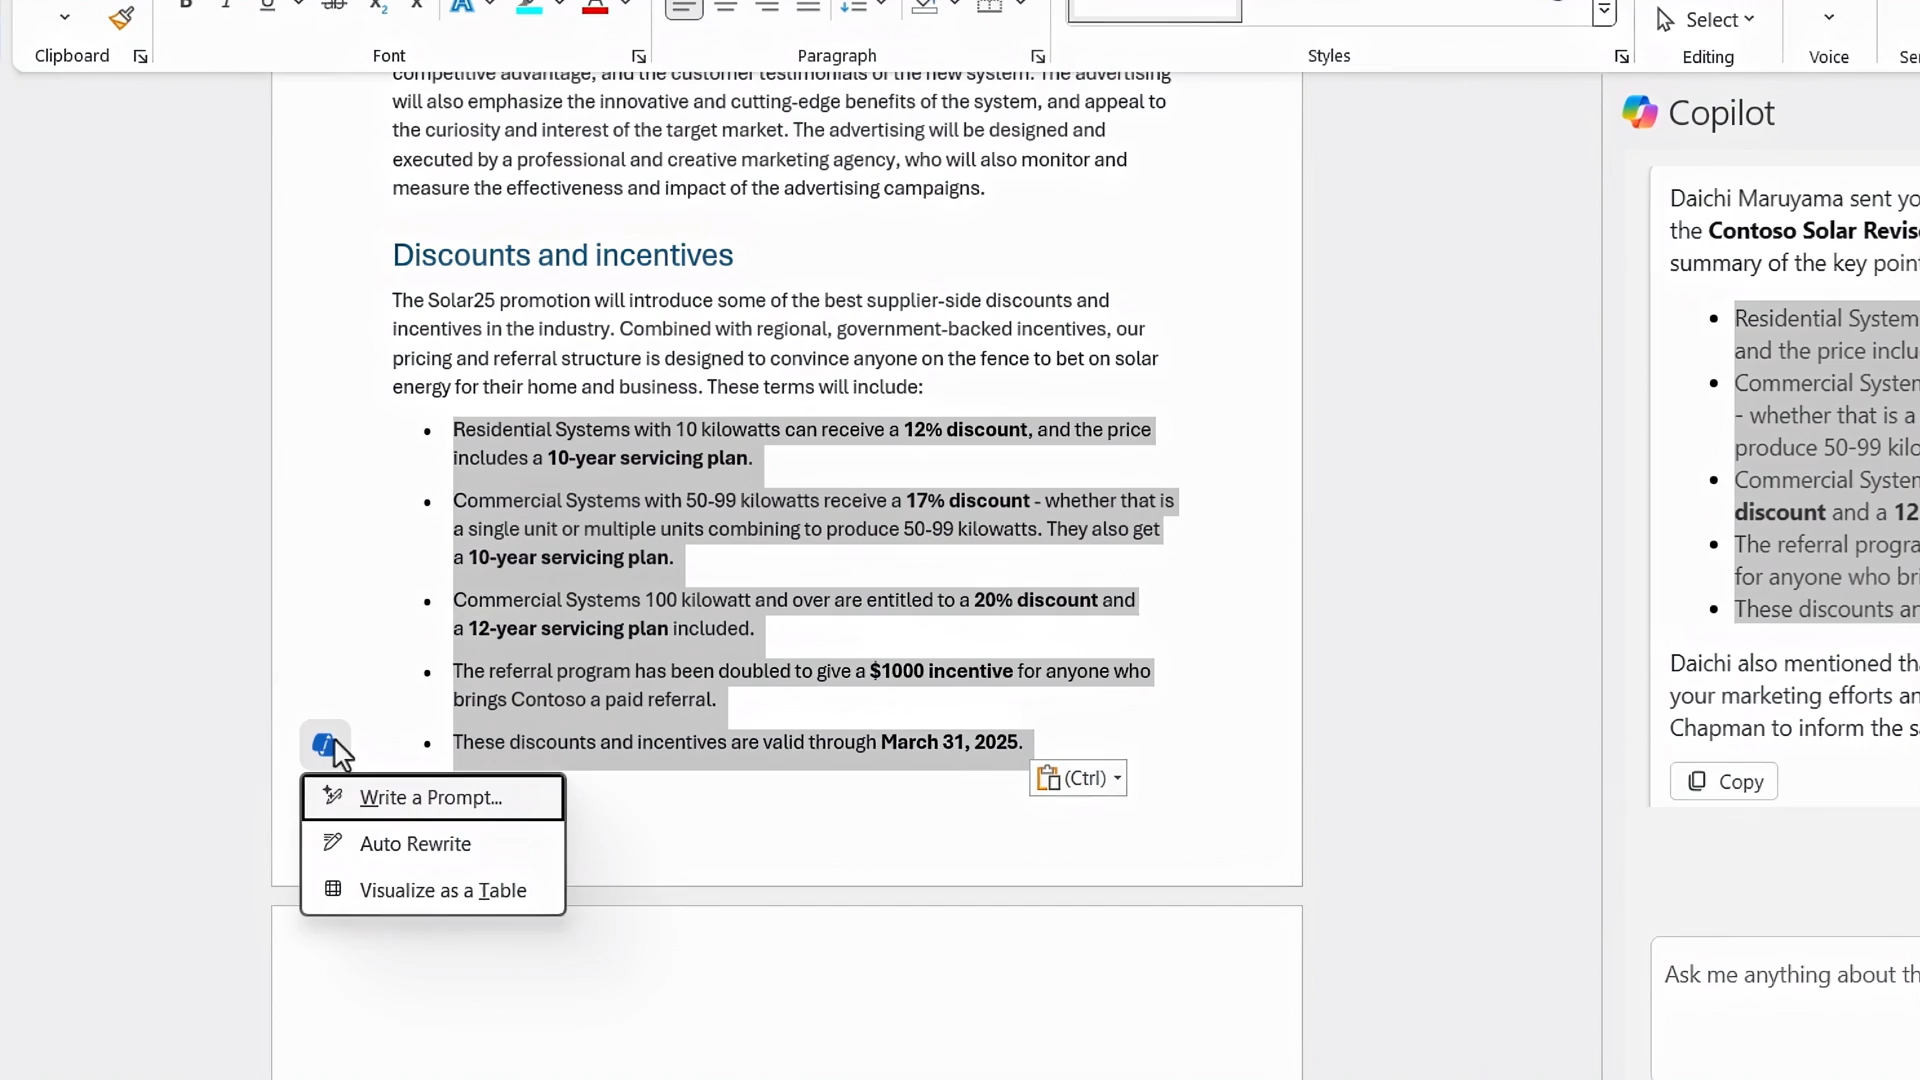 Clipboard
Font
Paragraph
Styles
Select
Editing
Voice
competitive advantage, and the customer testimonials of the new system. The advertising
will also emphasize the innovative and cutting-edge benefits of the system, and appeal to
the curiosity and interest of the target market. The advertising will be designed and
executed by a professional and creative marketing agency, who will also monitor and
measure the effectiveness and impact of the advertising campaigns.
Discounts and incentives
The Solar25 promotion will introduce some of the best supplier-side discounts and
incentives in the industry. Combined with regional, government-backed incentives, our
pricing and referral structure is designed to convince anyone on the fence to bet on solar
energy for their home and business. These terms will include:
• Residential Systems with 10 kilowatts can receive a 12% discount, and the price
includes a 10-year servicing plan.
• Commercial Systems with 50-99 kilowatts receive a 17% discount - whether that is
a single unit or multiple units combining to produce 50-99 kilowatts. They also get
a 10-year servicing plan.
• Commercial Systems 100 kilowatt and over are entitled to a 20% discount and
a 12-year servicing plan included.
• The referral program has been doubled to give a $1000 incentive for anyone who
brings Contoso a paid referral.
• These discounts and incentives are valid through March 31, 2025.
(Ctrl)
Write a Prompt...
Auto Rewrite
Visualize as a Table
Copilot
Daichi Maruyama sent yo
the Contoso Solar Revis
summary of the key point
• Residential System
and the price inclu
• Commercial System
- whether that is a
produce 50-99 kilo
• Commercial System
discount and a 12
• The referral progra
for anyone who bri
• These discounts ar
Daichi also mentioned tha
your marketing efforts an
Chapman to inform the sa
Copy
Ask me anything about th